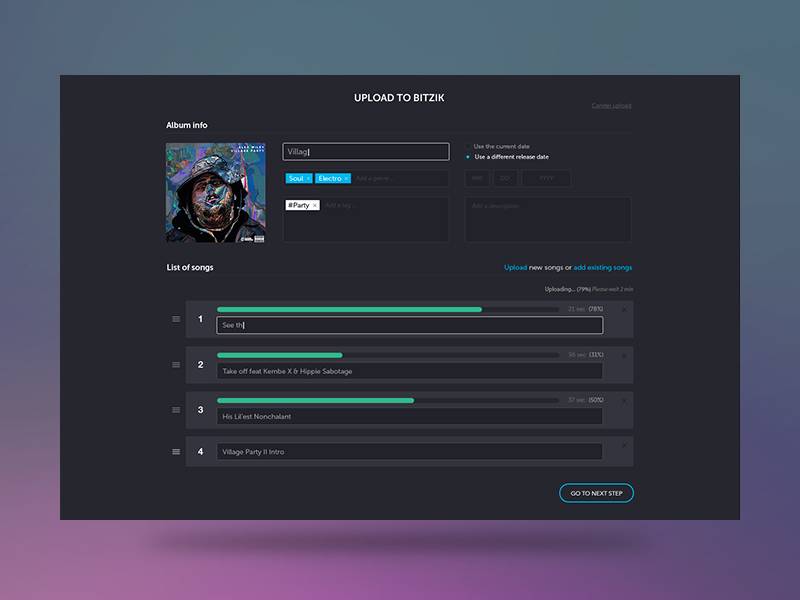 UPLOAD TO BITZIK
Cancel upload
Album info
ALEX WILEY
VILLAGE PARTY
Villag
Use the current date
Use a different release date
Soul × Electro × Add a genre ...
MM DD YYYY
#Party × Add a tag ...
Add a description
List of songs
Upload new songs or add existing songs
Uploading... (79%) Please wait 2 min
21 sec (78%)
1
See th
56 sec (31%)
2
Take off feat Kembe X & Hippie Sabotage
37 sec (50%)
3
His Lil'est Nonchalant
4
Village Party II Intro
GO TO NEXT STEP